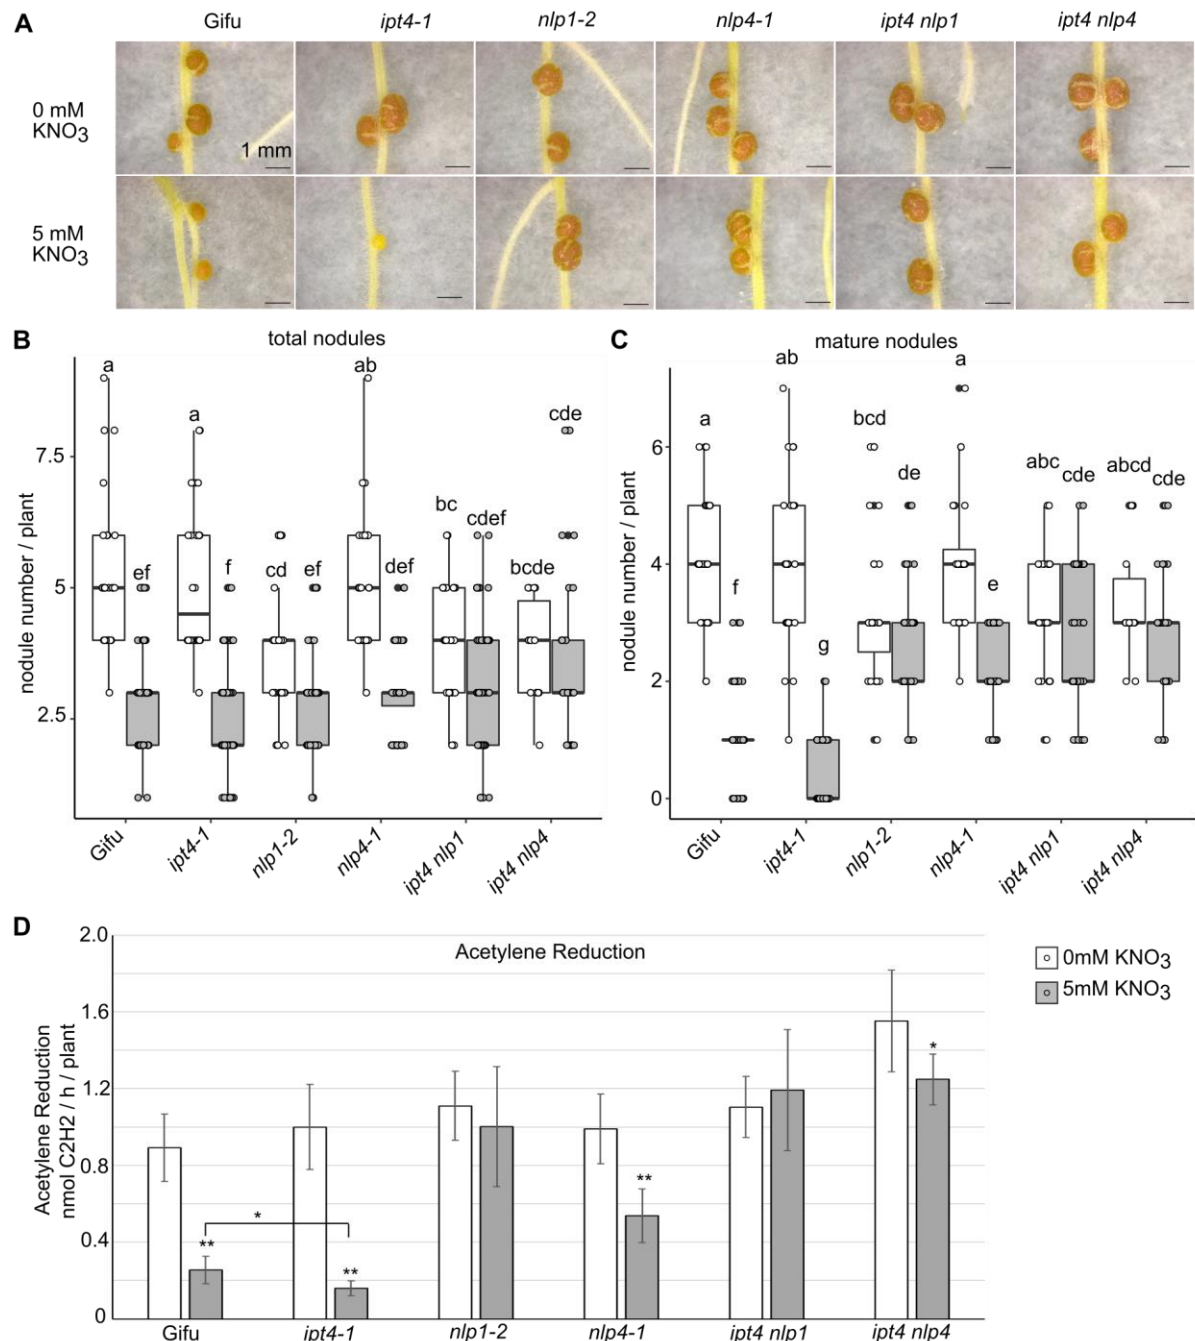 A
Gifu ipt4-1 nlp1-2 nlp4-1 ipt4 nlp1 ipt4 nlp4
0 mM
KNO3
1 mm
5 mM
KNO3
B
total nodules
nodule number / plant
7.5
5
2.5
a
ef
a
f
cd
ef
ab
def
bc
cdef
bcde
cde
Gifu
ipt4-1
nlp1-2
nlp4-1
ipt4 nlp1
ipt4 nlp4
C
mature nodules
nodule number / plant
6
4
2
0
a
f
ab
g
bcd
de
a
e
abc
cde
abcd
cde
Gifu
ipt4-1
nlp1-2
nlp4-1
ipt4 nlp1
ipt4 nlp4
D
Acetylene Reduction
Acetylene Reduction
nmol C2H2 / h / plant
2.0
1.6
1.2
0.8
0.4
0
**
*
**
**
*
Gifu ipt4-1 nlp1-2 nlp4-1 ipt4 nlp1 ipt4 nlp4
0mM KNO3
5mM KNO3